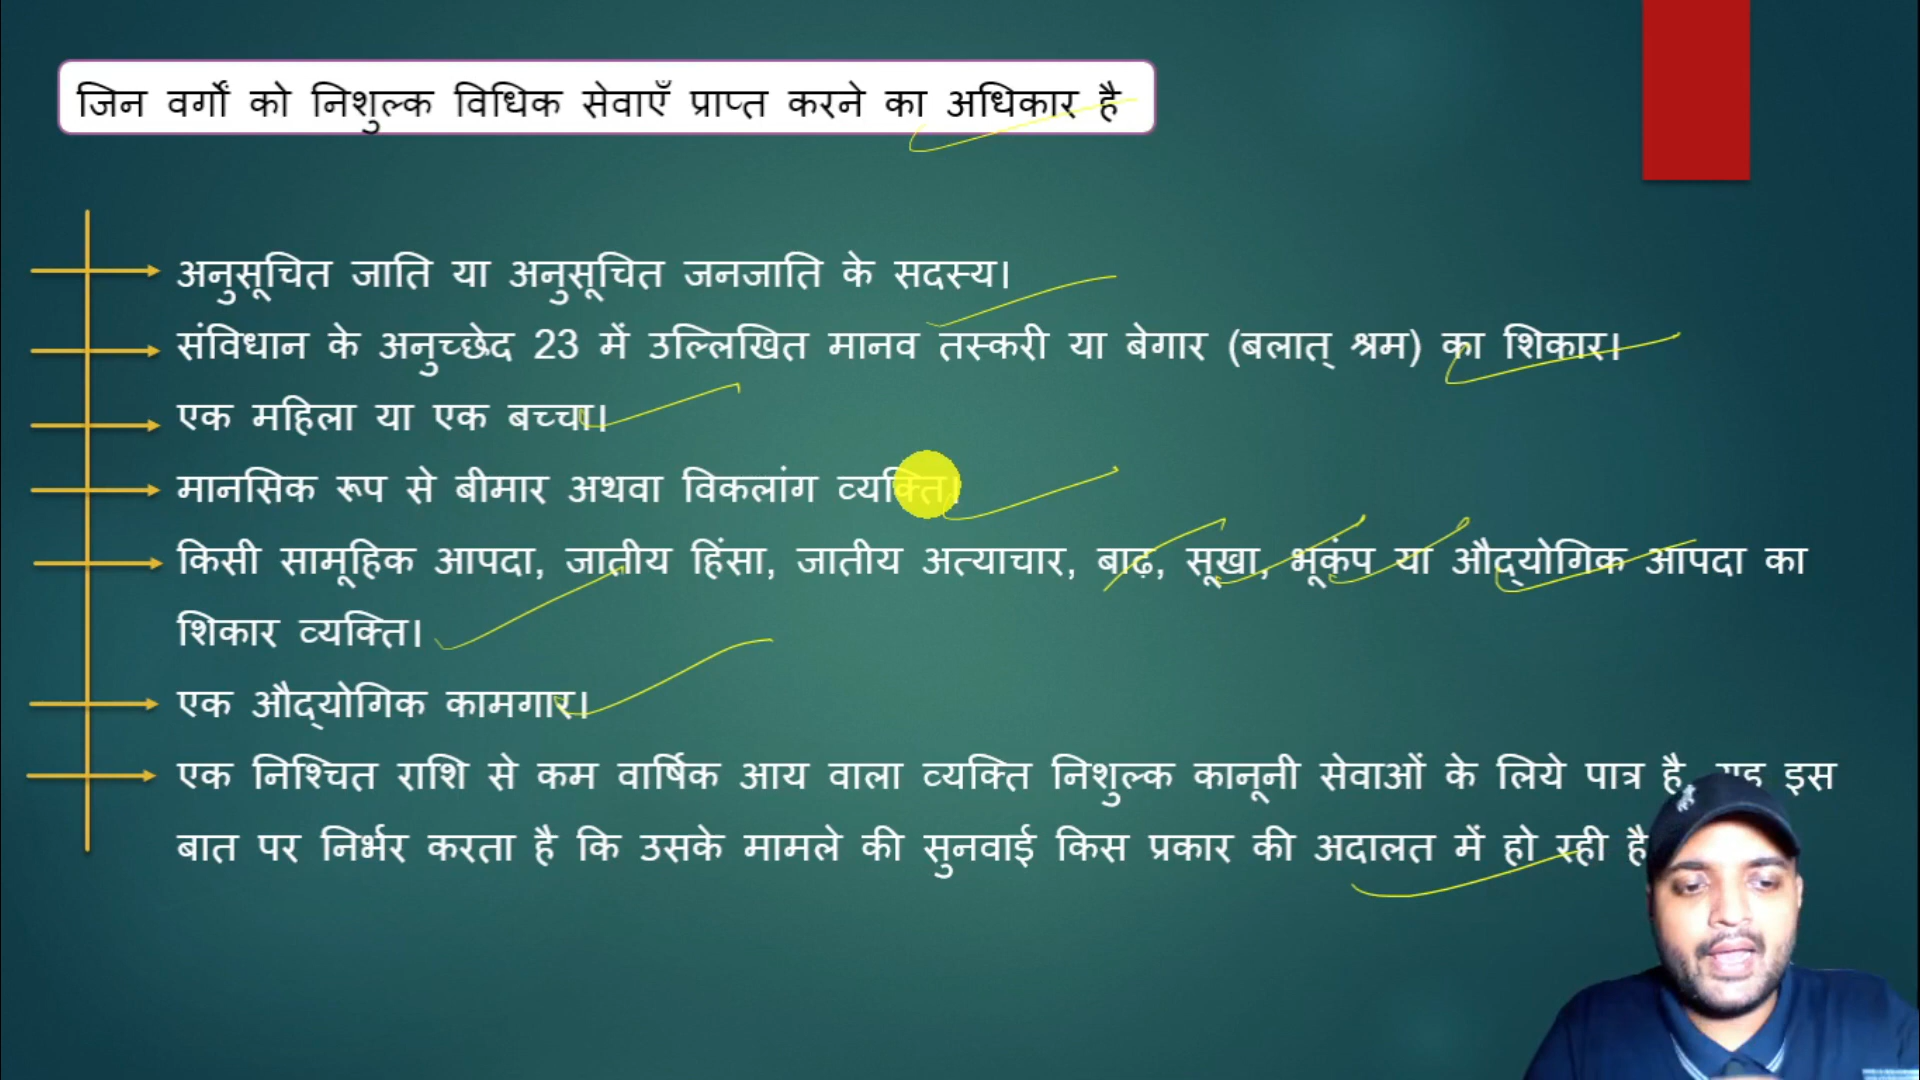 जिन वर्गों को निशुल्क विधिक सेवाएँ प्राप्त करने का अधिकार है
अनुसूचित जाति या अनुसूचित जनजाति के सदस्य।
संविधान के अनुच्छेद 23 में उल्लिखित मानव तस्करी या बेगार (बलात् श्रम) का शिकार।
एक महिला या एक बच्चा।
मानसिक रूप से बीमार अथवा विकलांग व्यक्ति।
किसी सामूहिक आपदा, जातीय हिंसा, जातीय अत्याचार, बाढ़, सूखा, भूकंप या औद्योगिक आपदा का
शिकार व्यक्ति।
एक औद्योगिक कामगार।
एक निश्चित राशि से कम वार्षिक आय वाला व्यक्ति निशुल्क कानूनी सेवाओं के लिये पात्र है, यह इस
बात पर निर्भर करता है कि उसके मामले की सुनवाई किस प्रकार की अदालत में हो रही है